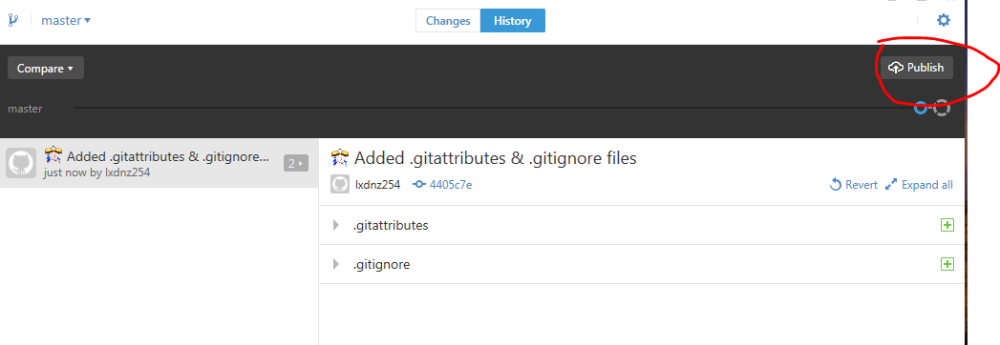 master
Changes
History
Compare
Publish
master
Added .gitattributes & .gitignore...
just now by lxdnz254
2
Added .gitattributes & .gitignore files
lxdnz254
4405c7e
Revert
Expand all
.gitattributes
.gitignore